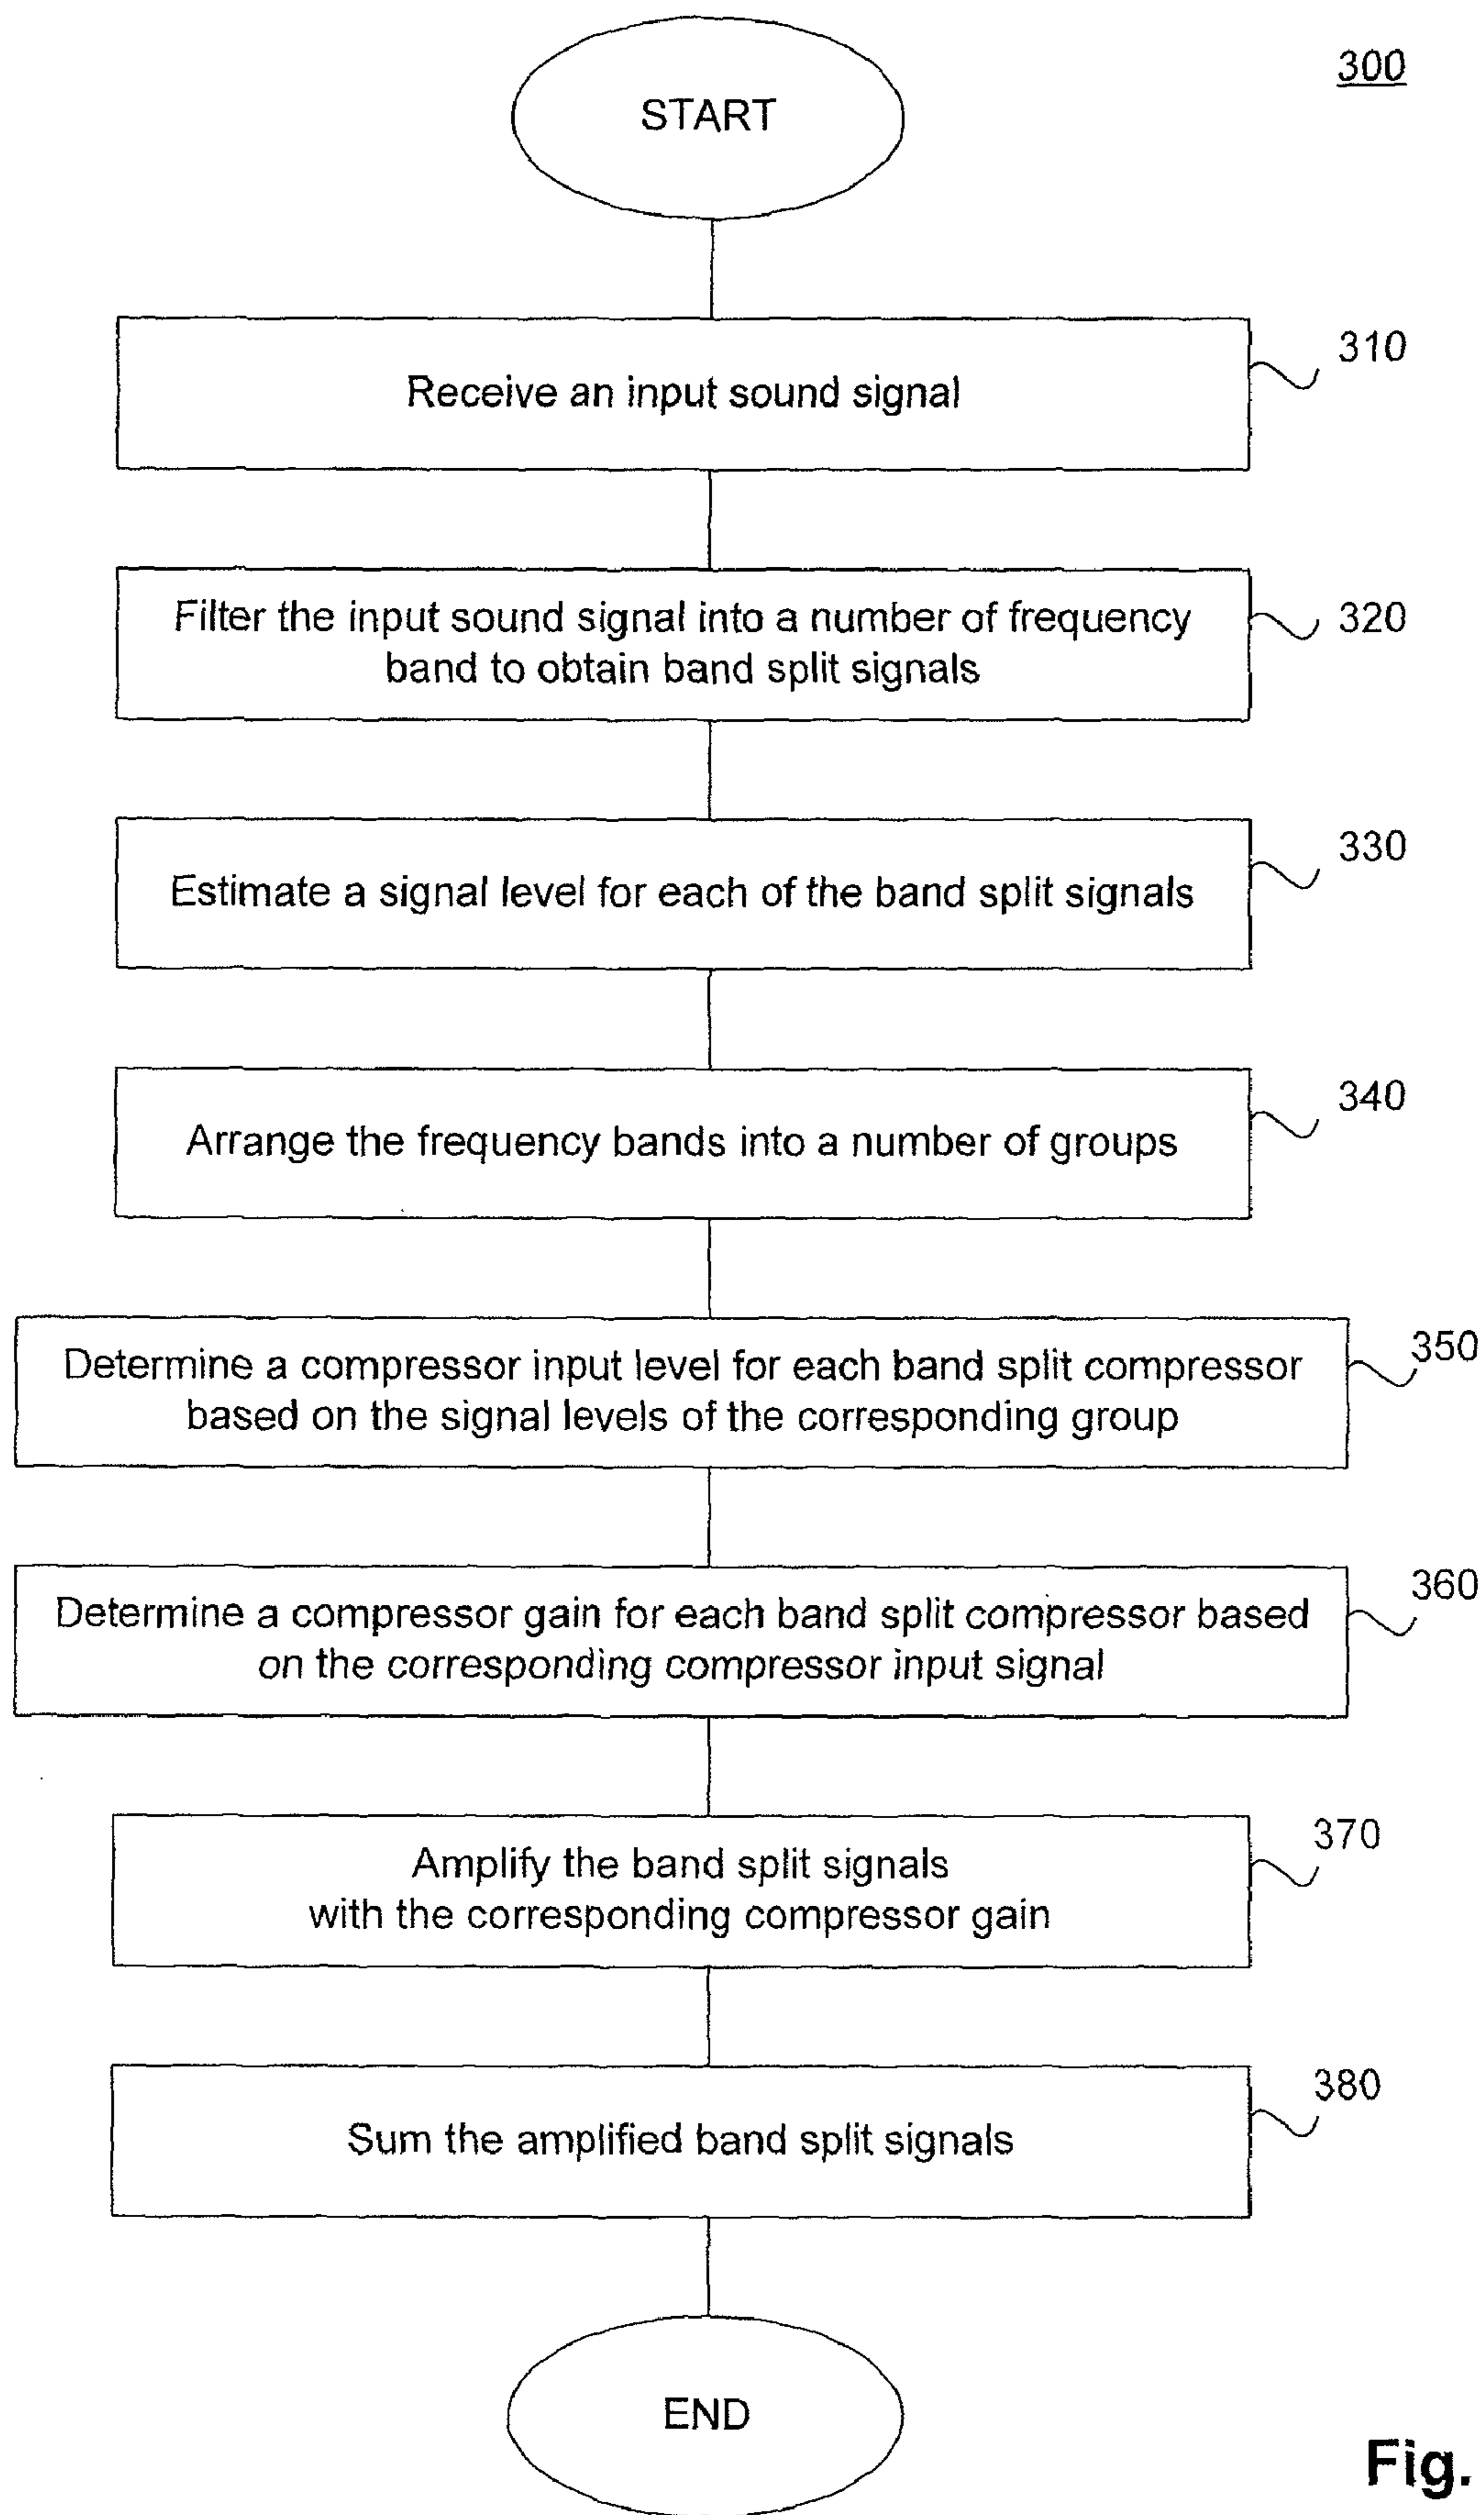 300
START
310
Receive an input sound signal
320
Filter the input sound signal into a number of frequency
band to obtain band split signals
330
Estimate a signal level for each of the band split signals
340
Arrange the frequency bands into a number of groups
350
Determine a compressor input level for each band split compressor
based on the signal levels of the corresponding group
360
Determine a compressor gain for each band split compressor based
on the corresponding compressor input signal
370
Amplify the band split signals
with the corresponding compressor gain
380
Sum the amplified band split signals
END
Fig.